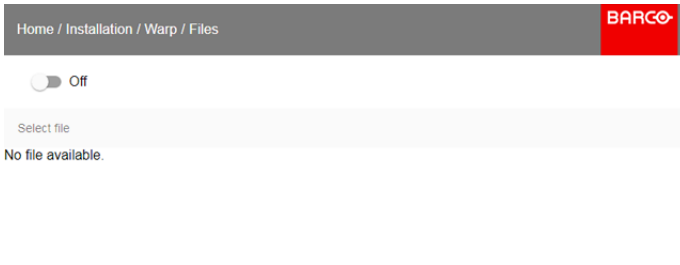 BARCO
Home / Installation / Warp / Files
Off
Select file
No file available.